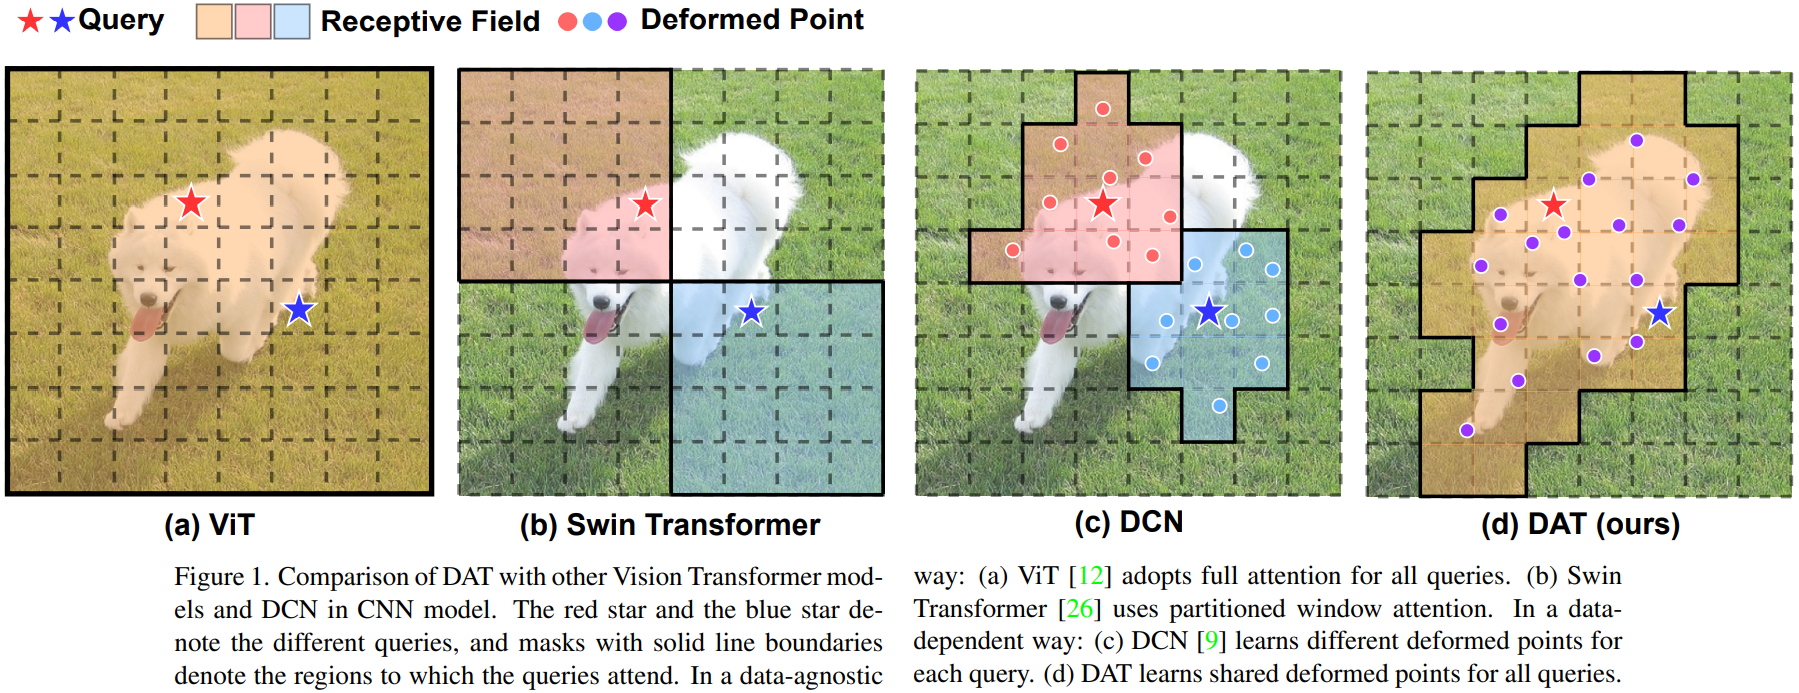 Query Receptive Field Deformed Point
(a) ViT (b) Swin Transformer (c) DCN (d) DAT (ours)
Figure 1. Comparison of DAT with other Vision Transformer mod-
els and DCN in CNN model. The red star and the blue star de-
note the different queries, and masks with solid line boundaries
denote the regions to which the queries attend. In a data-agnostic
way: (a) ViT [12] adopts full attention for all queries. (b) Swin
Transformer [26] uses partitioned window attention. In a data-
dependent way: (c) DCN [9] learns different deformed points for
each query. (d) DAT learns shared deformed points for all queries.